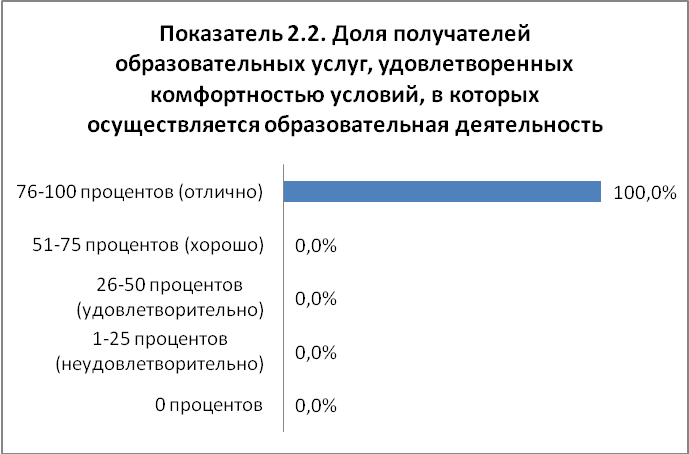 Показатель 2.2. Доля получателей
образовательных услуг, удовлетворенных
комфортностью условий, в которых
осуществляется образовательная деятельность
76-100 процентов (отлично) 100,0%
51-75 процентов (хорошо) 0,0%
26-50 процентов
(удовлетворительно) 0,0%
1-25 процентов
(неудовлетворительно) 0,0%
0 процентов 0,0%